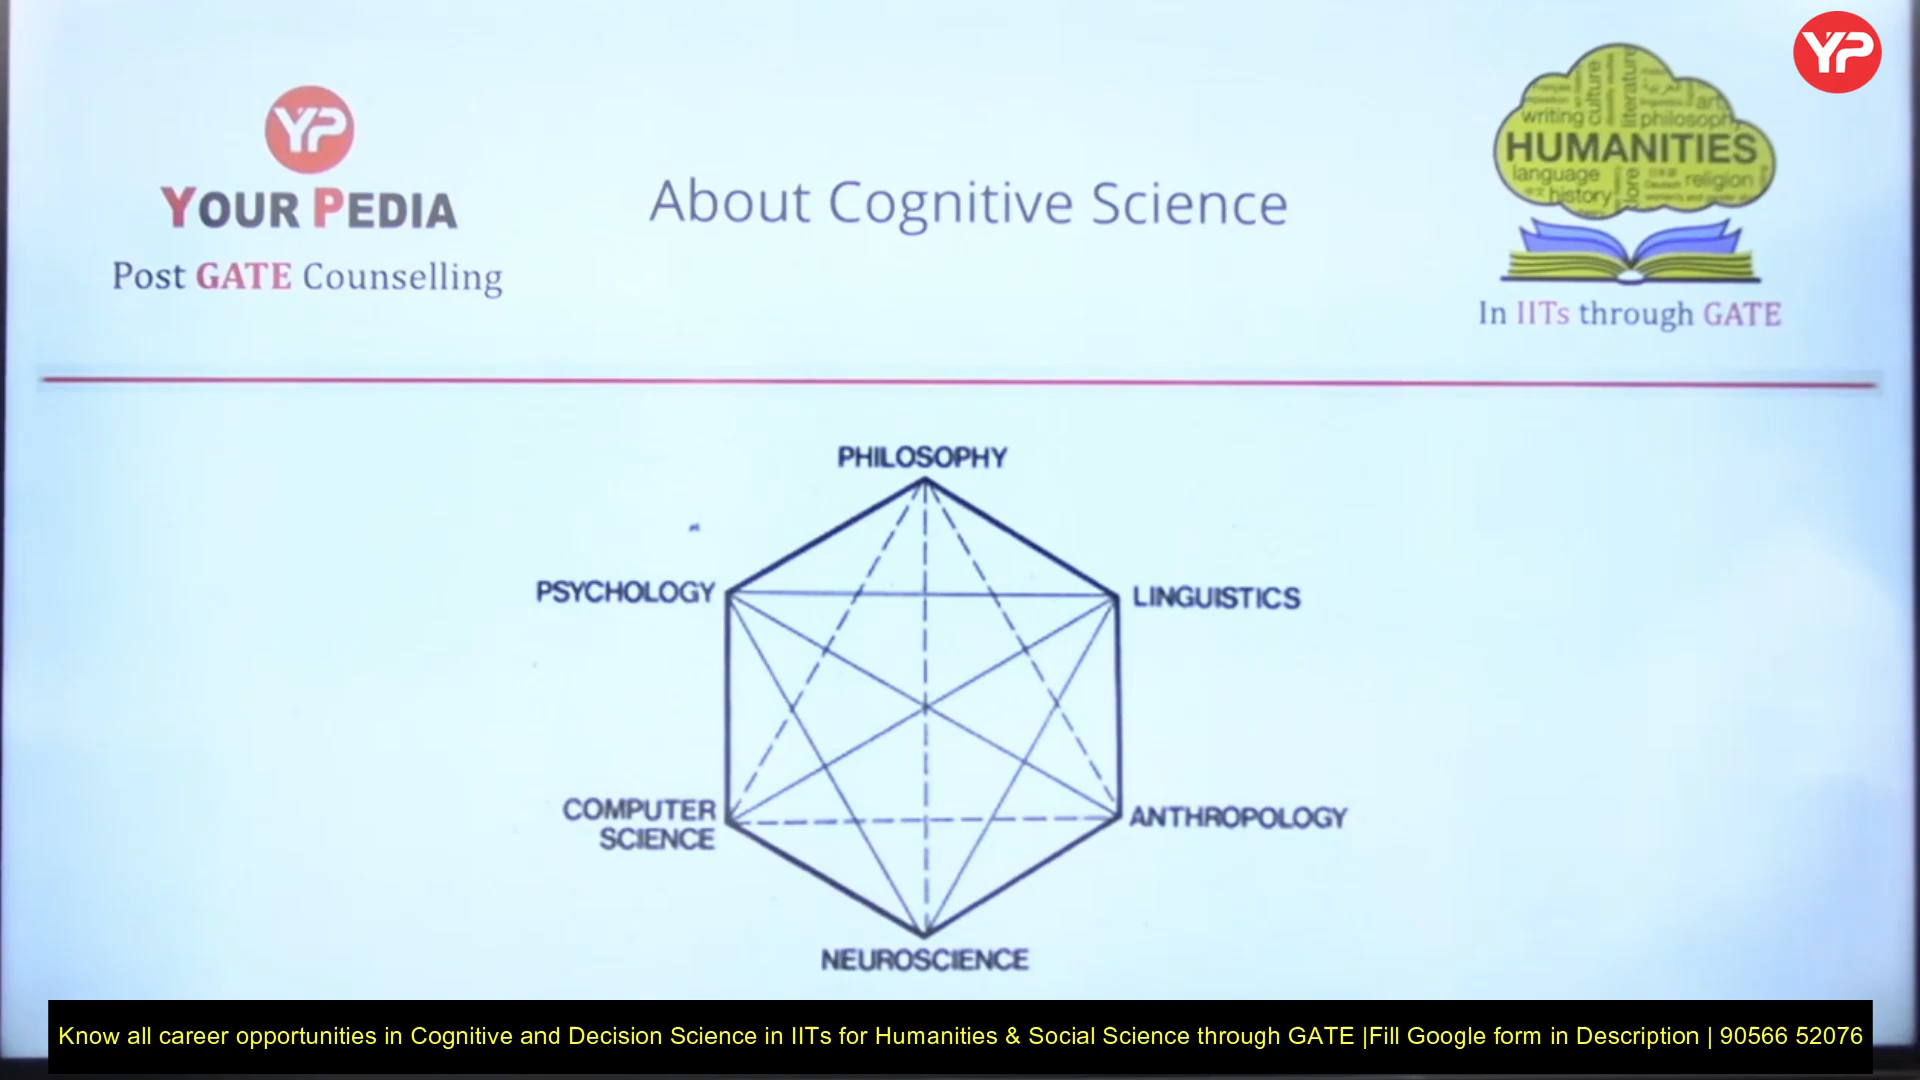 YP
YP
YOUR PEDIA
Post GATE Counselling
About Cognitive Science
culture
literature
writing
art
philosophy
HUMANITIES
language
religion
history
In IITs through GATE
PHILOSOPHY
PSYCHOLOGY
LINGUISTICS
COMPUTER
SCIENCE
ANTHROPOLOGY
NEUROSCIENCE
Know all career opportunities in Cognitive and Decision Science in IITs for Humanities & Social Science through GATE |Fill Google form in Description | 90566 52076